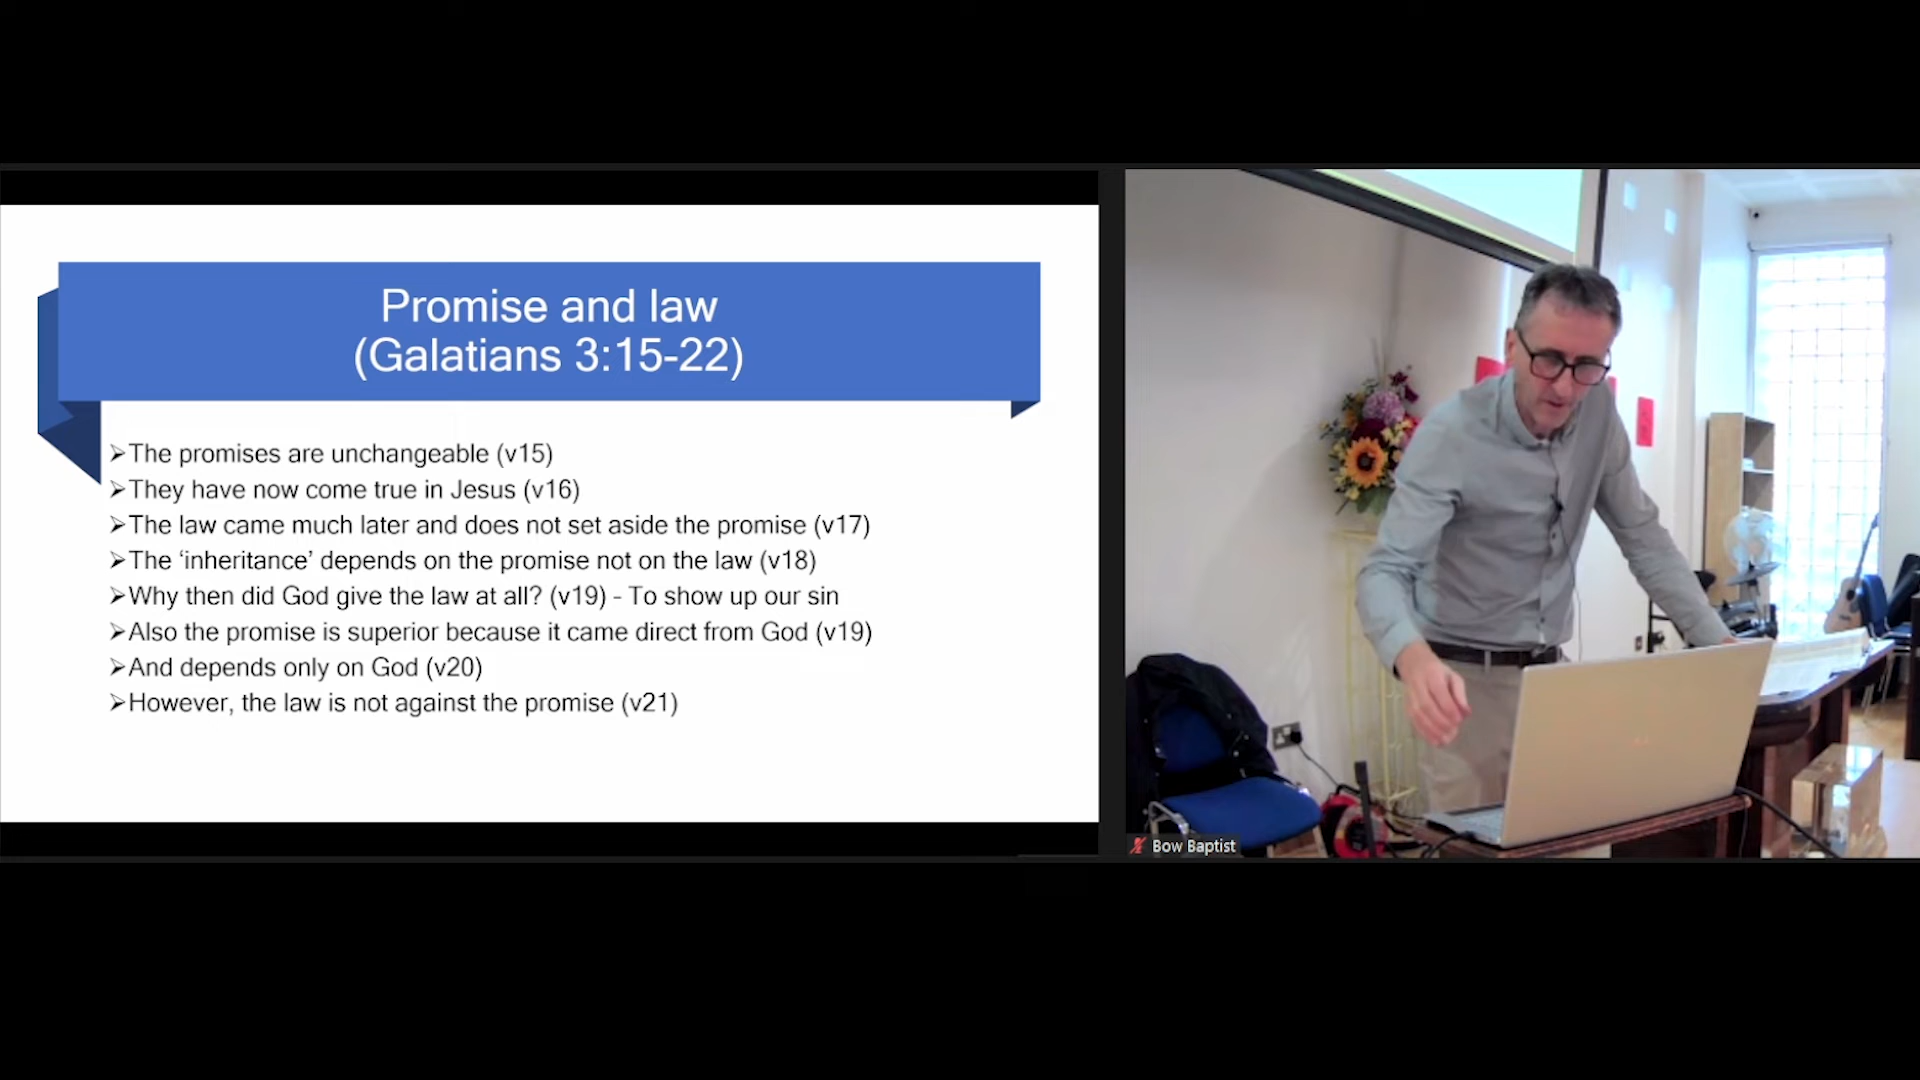 Promise and law
(Galatians 3:15-22)
➢The promises are unchangeable (v15)
➢They have now come true in Jesus (v16)
➢The law came much later and does not set aside the promise (v17)
➢The ‘inheritance’ depends on the promise not on the law (v18)
➢Why then did God give the law at all? (v19) - To show up our sin
➢Also the promise is superior because it came direct from God (v19)
➢And depends only on God (v20)
➢However, the law is not against the promise (v21)
Bow Baptist